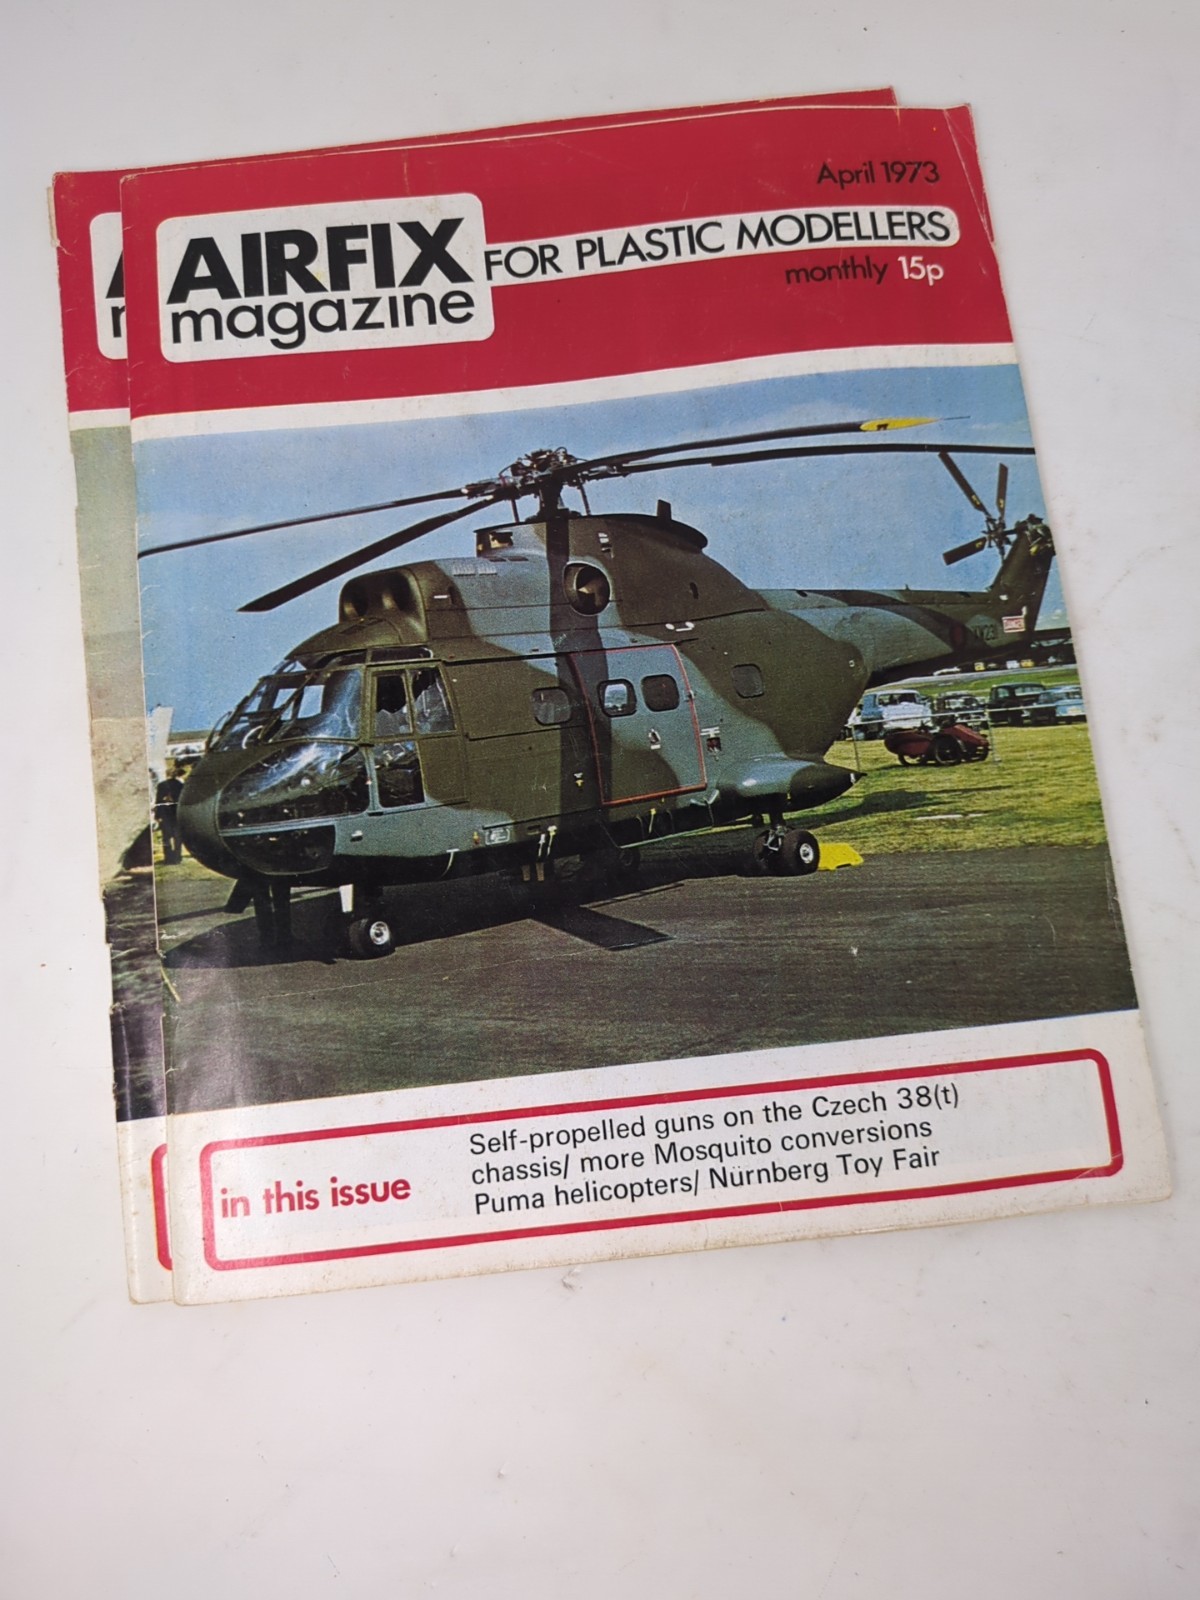 April 1973
AIRFIX
magazine
FOR PLASTIC MODELLERS
monthly 15p
in this issue
Self-propelled guns on the Czech 38(t)
chassis/ more Mosquito conversions
Puma helicopters/ Nürnberg Toy Fair